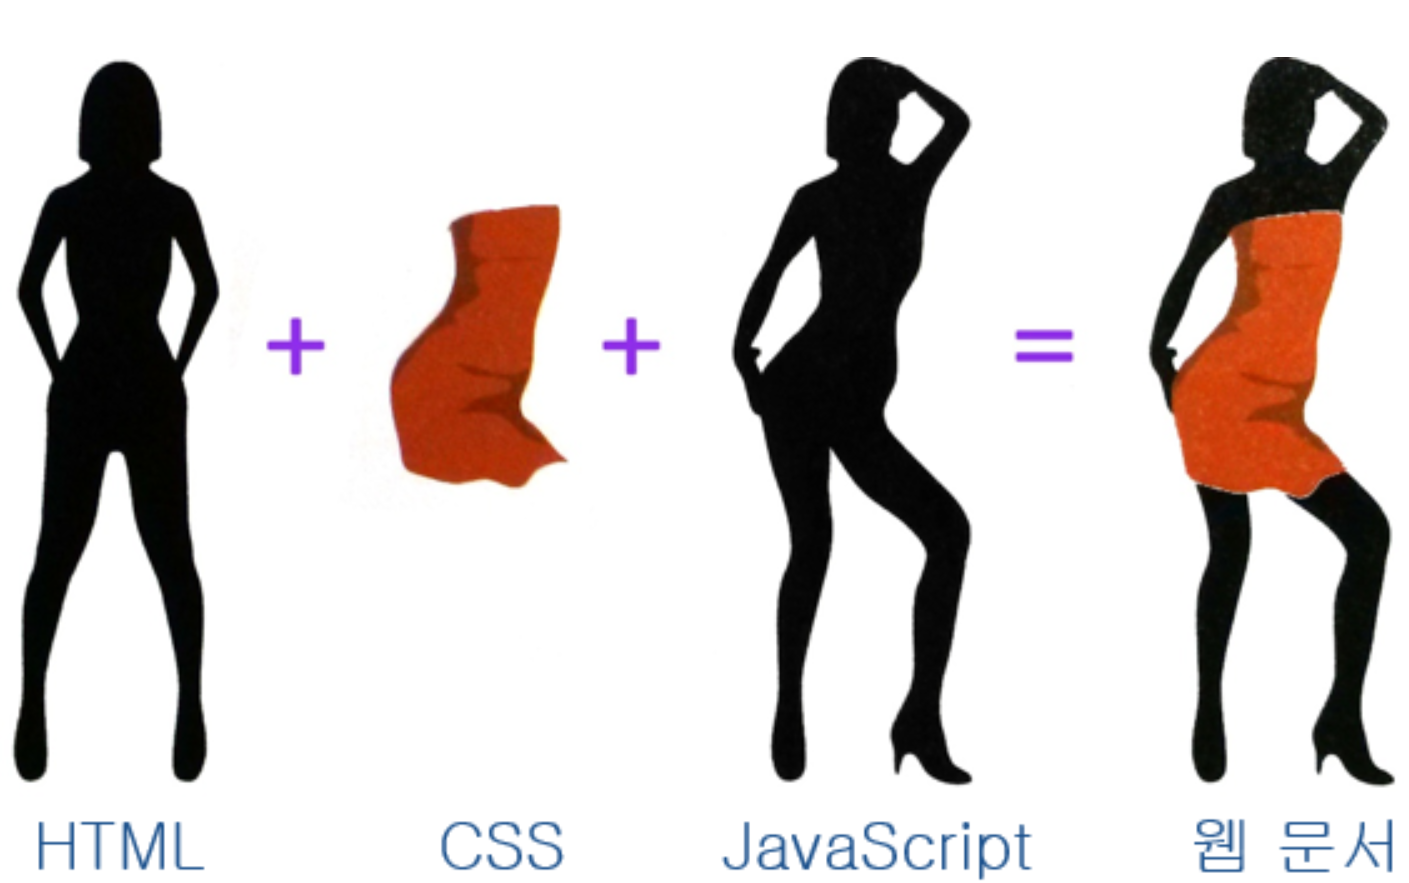 + + =
HTML CSS JavaScript 웹 문서